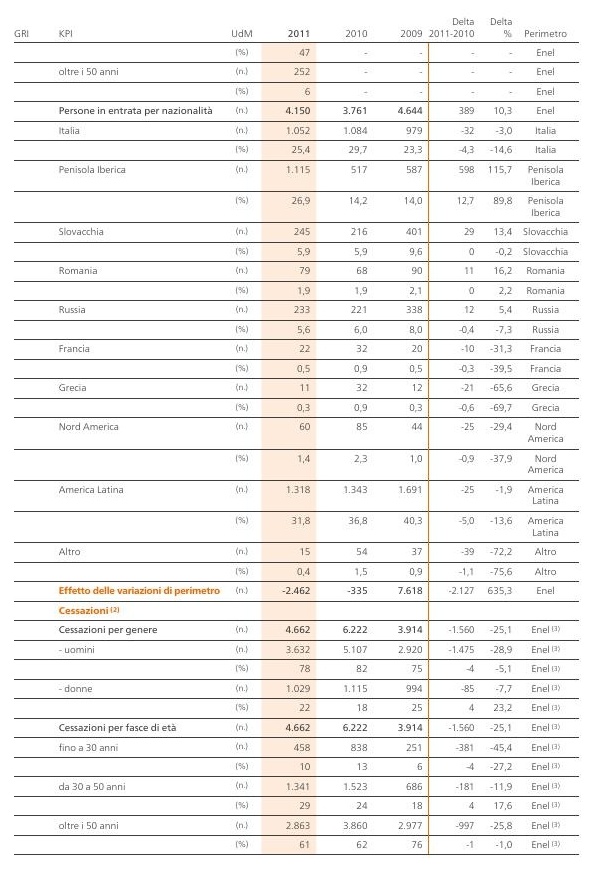 Delta Delta
GRI KPI UdM 2011 2010 2009 2011-2010 % Perimetro
(%) 47 - - - - Enel
oltre i 50 anni (n.) 252 - - - - Enel
(%) 6 - - - - Enel
Persone in entrata per nazionalità (n.) 4.150 3.761 4.644 389 10,3 Enel
Italia (n.) 1.052 1.084 979 -32 -3,0 Italia
(%) 25,4 29,7 23,3 -4,3 -14,6 Italia
Penisola Iberica (n.) 1.115 517 587 598 115,7 Penisola
Iberica
(%) 26,9 14,2 14,0 12,7 89,8 Penisola
Iberica
Slovacchia (n.) 245 216 401 29 13,4 Slovacchia
(%) 5,9 5,9 9,6 0 -0,2 Slovacchia
Romania (n.) 79 68 90 11 16,2 Romania
(%) 1,9 1,9 2,1 0 2,2 Romania
Russia (n.) 233 221 338 12 5,4 Russia
(%) 5,6 6,0 8,0 -0,4 -7,3 Russia
Francia (n.) 22 32 20 -10 -31,3 Francia
(%) 0,5 0,9 0,5 -0,3 -39,5 Francia
Grecia (n.) 11 32 12 -21 -65,6 Grecia
(%) 0,3 0,9 0,3 -0,6 -69,7 Grecia
Nord America (n.) 60 85 44 -25 -29,4 Nord
America
(%) 1,4 2,3 1,0 -0,9 -37,9 Nord
America
America Latina (n.) 1.318 1.343 1.691 -25 -1,9 America
Latina
(%) 31,8 36,8 40,3 -5,0 -13,6 America
Latina
Altro (n.) 15 54 37 -39 -72,2 Altro
(%) 0,4 1,5 0,9 -1,1 -75,6 Altro
Effetto delle variazioni di perimetro (n.) -2.462 -335 7.618 -2.127 635,3 Enel
Cessazioni (2)
Cessazioni per genere (n.) 4.662 6.222 3.914 -1.560 -25,1 Enel (3)
- uomini (n.) 3.632 5.107 2.920 -1.475 -28,9 Enel (3)
(%) 78 82 75 -4 -5,1 Enel (3)
- donne (n.) 1.029 1.115 994 -85 -7,7 Enel (3)
(%) 22 18 25 4 23,2 Enel (3)
Cessazioni per fasce di età (n.) 4.662 6.222 3.914 -1.560 -25,1 Enel (3)
fino a 30 anni (n.) 458 838 251 -381 -45,4 Enel (3)
(%) 10 13 6 -4 -27,2 Enel (3)
da 30 a 50 anni (n.) 1.341 1.523 686 -181 -11,9 Enel (3)
(%) 29 24 18 4 17,6 Enel (3)
oltre i 50 anni (n.) 2.863 3.860 2.977 -997 -25,8 Enel (3)
(%) 61 62 76 -1 -1,0 Enel (3)